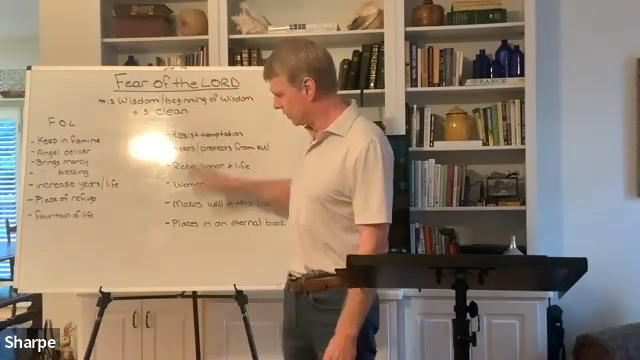 Fear of the LORD
is Wisdom/beginning of Wisdom
is clean
F.O.L
- Keep in famine
- Angel deliver
- Brings mercy
- " blessing
- increase years/life
- Place of refuge
- fountain of life
- Resist temptation
/protects from evil
honor + life
- Women
- Makes well in this
- Places in an eternal book
FRANCE
Sharpe